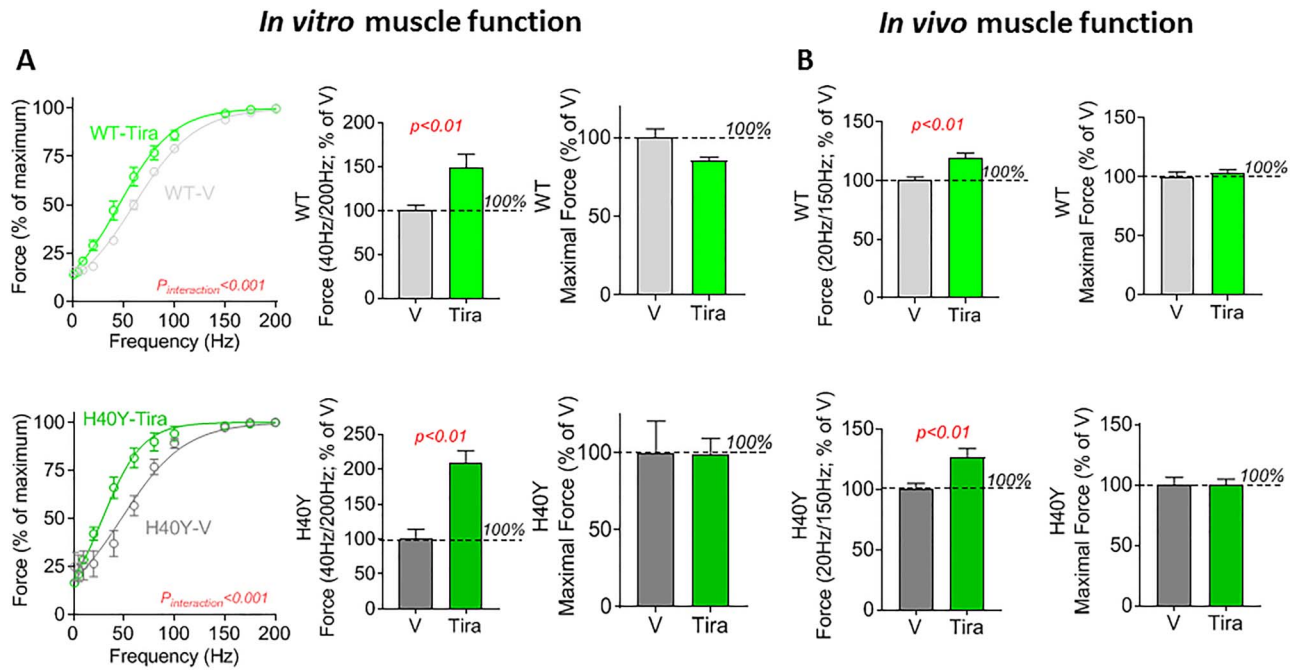 In vitro muscle function
In vivo muscle function
A
B
Force (% of maximum)
100
75
50
25
0
WT-Tira
WT-V
Pinteraction<0.001
0 50 100 150 200
Frequency (Hz)
WT
Force (40Hz/200Hz; % of V)
200
150
100
50
0
p<0.01
100%
V Tira
WT
Maximal Force (% of V)
100
50
0
100%
V Tira
WT
Force (20Hz/150Hz; % of V)
150
100
50
0
p<0.01
100%
V Tira
WT
Maximal Force (% of V)
150
100
50
0
100%
V Tira
Force (% of maximum)
100
75
50
25
0
H40Y-Tira
H40Y-V
Pinteraction<0.001
0 50 100 150 200
Frequency (Hz)
H40Y
Force (40Hz/200Hz; % of V)
250
200
150
100
50
0
p<0.01
100%
V Tira
H40Y
Maximal Force (% of V)
100
50
0
100%
V Tira
H40Y
Force (20Hz/150Hz; % of V)
150
100
50
0
p<0.01
100%
V Tira
H40Y
Maximal Force (% of V)
150
100
50
0
100%
V Tira